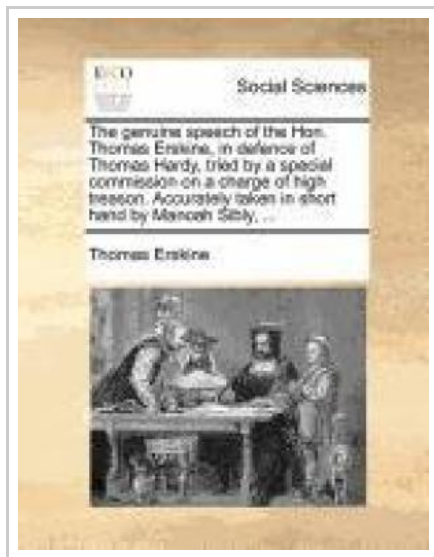 ECCO
Social Sciences
The genuine speech of the Hon.
Thomas Erskine, in defence of
Thomas Hardy, tried by a special
commission on a charge of high
treason. Accurately taken in short
hand by Manoah Sibly, ...
Thomas Erskine